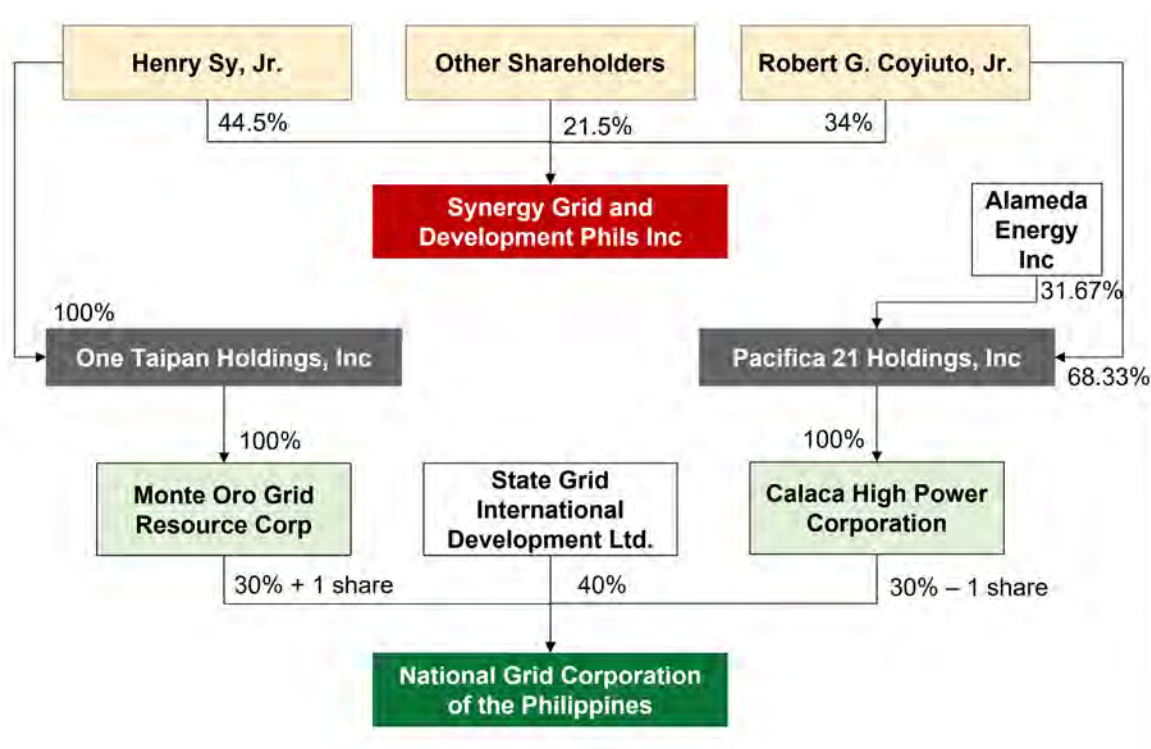 Henry Sy, Jr.
Other Shareholders
Robert G. Coyiuto, Jr.
44.5%
21.5%
34%
Synergy Grid and
Development Phils Inc
Alameda
Energy
Inc
31.67%
100%
One Taipan Holdings, Inc
Pacifica 21 Holdings, Inc
68.33%
100%
100%
Monte Oro Grid
Resource Corp
State Grid
International
Development Ltd.
Calaca High Power
Corporation
30% + 1 share
40%
30% – 1 share
National Grid Corporation
of the Philippines